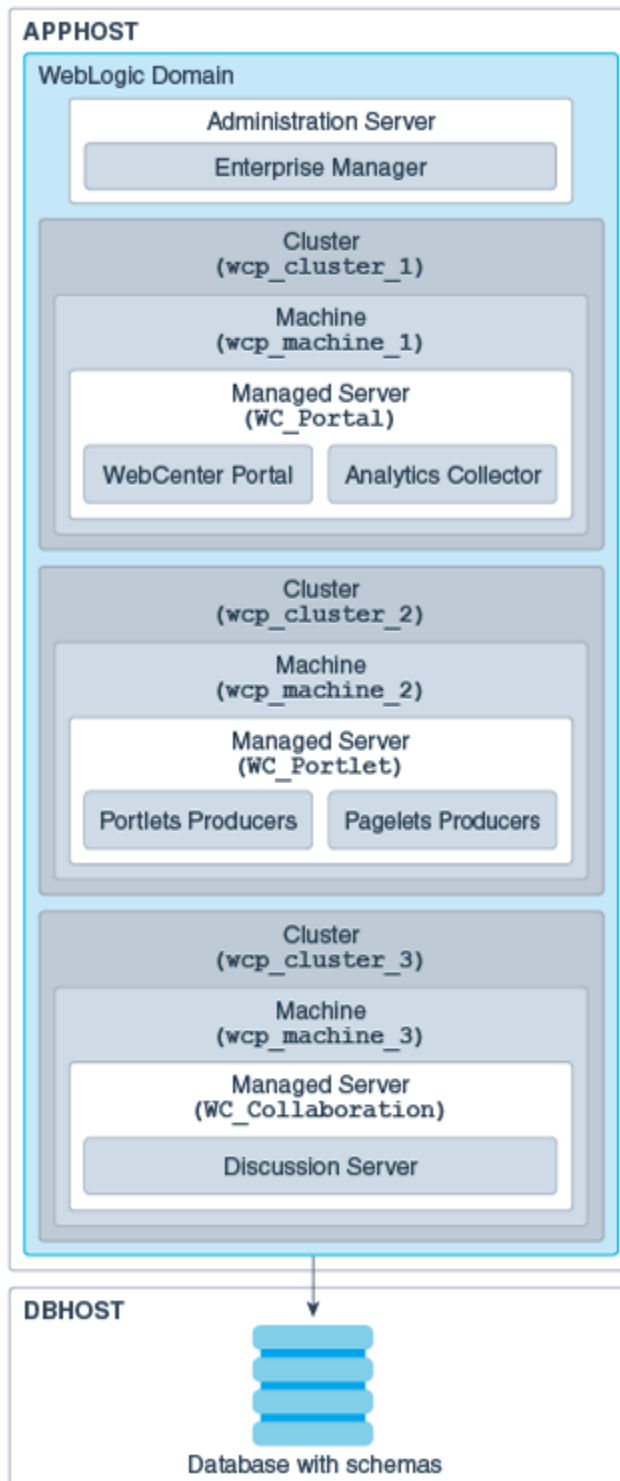 APPHOST
WebLogic Domain
Administration Server
Enterprise Manager
Cluster
(wcp_cluster_1)
Machine
(wcp_machine_1)
Managed Server
(WC_Portal)
WebCenter Portal
Analytics Collector
Cluster
(wcp_cluster_2)
Machine
(wcp_machine_2)
Managed Server
(WC_Portlet)
Portlets Producers
Pagelets Producers
Cluster
(wcp_cluster_3)
Machine
(wcp_machine_3)
Managed Server
(WC_Collaboration)
Discussion Server
DBHOST
Database with schemas